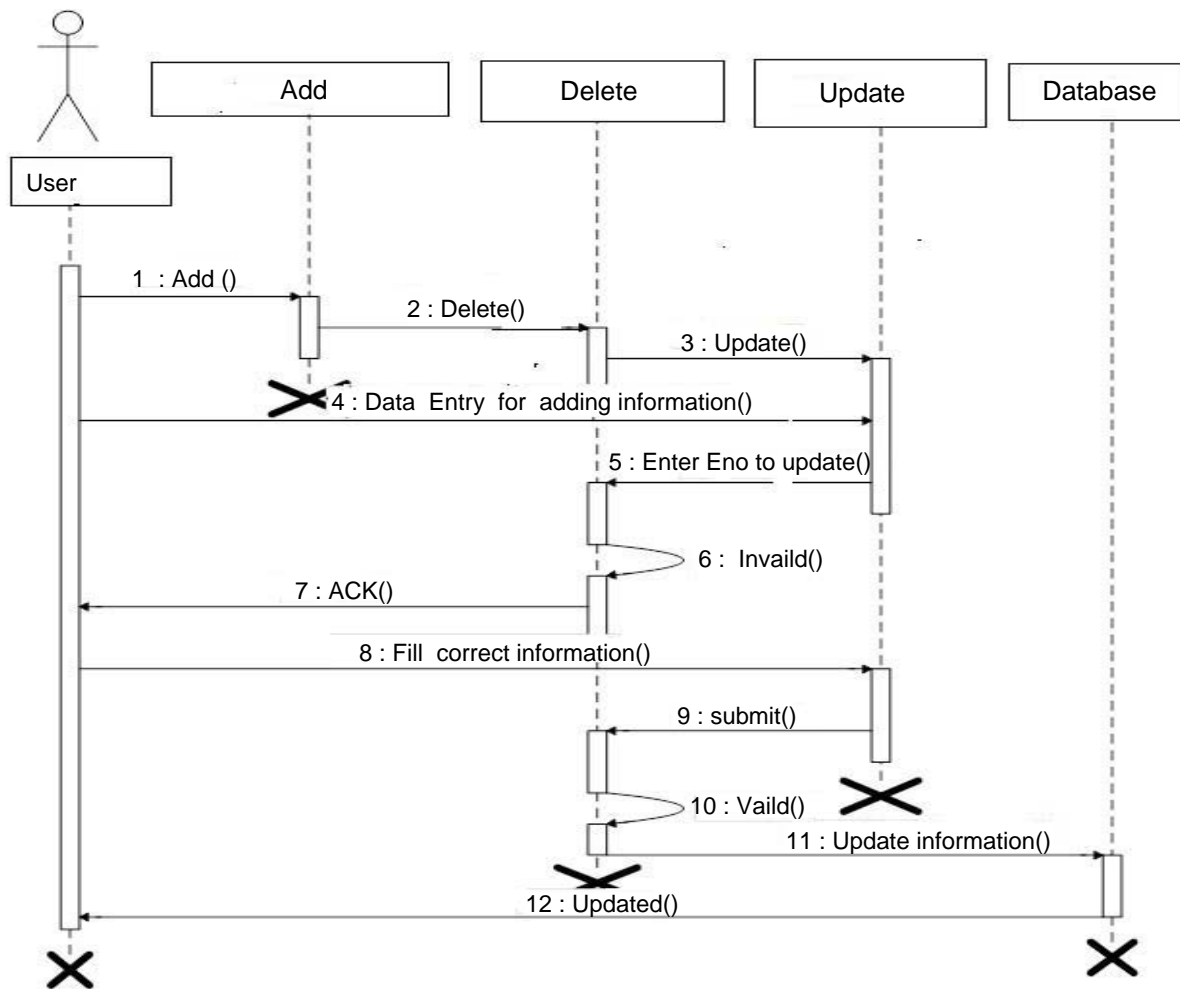 Add
Delete
Update
Database
User
1 : Add ()
2 : Delete()
3 : Update()
4 : Data Entry for adding information()
5 : Enter Eno to update()
6 : Invaild()
7 : ACK()
8 : Fill correct information()
9 : submit()
10 : Vaild()
11 : Update information()
12 : Updated()